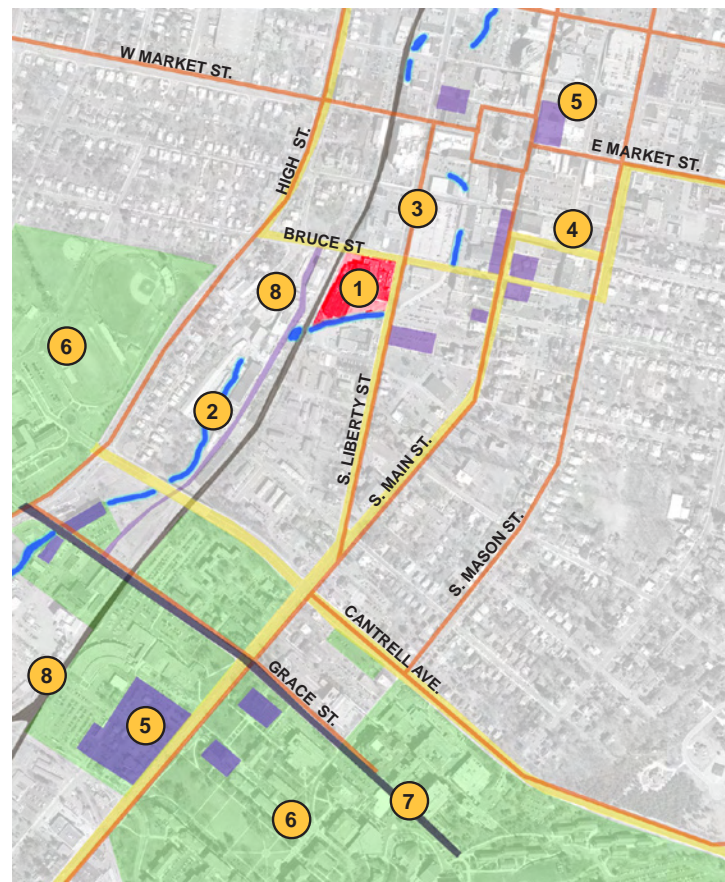 W MARKET ST.
5
HIGH ST.
E MARKET ST.
3
4
BRUCE ST
8
1
6
2
S. LIBERTY ST
S. MAIN ST.
S. MASON ST.
CANTRELL AVE.
GRACE ST.
8
5
7
6